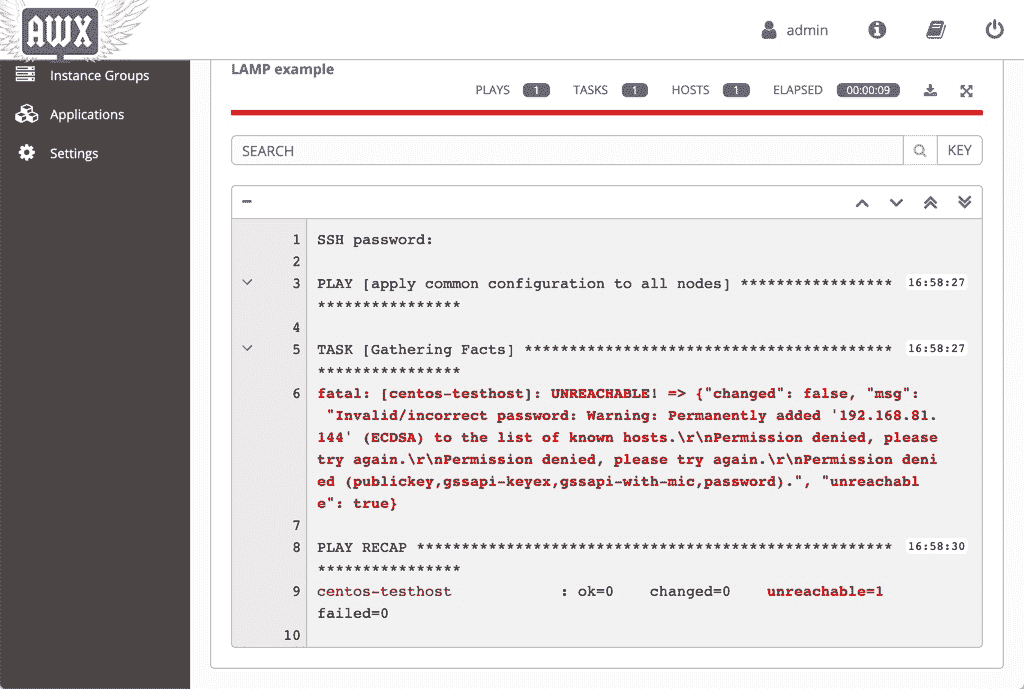 AWX
admin
Instance Groups
Applications
Settings
LAMP example
PLAYS 1 TASKS 1 HOSTS 1 ELAPSED 00:00:09
SEARCH KEY
1 SSH password:
2
3 PLAY [apply common configuration to all nodes] ***************** 16:58:27
****************
4
5 TASK [Gathering Facts] ***************************************** 16:58:27
****************
6 fatal: [centos-testhost]: UNREACHABLE! => {"changed": false, "msg":
"Invalid/incorrect password: Warning: Permanently added '192.168.81.
144' (ECDSA) to the list of known hosts.\r\nPermission denied, please
try again.\r\nPermission denied, please try again.\r\nPermission deni
ed (publickey,gssapi-keyex,gssapi-with-mic,password).", "unreachabl
e": true}
7
8 PLAY RECAP ***************************************************** 16:58:30
****************
9 centos-testhost : ok=0 changed=0 unreachable=1
failed=0
10